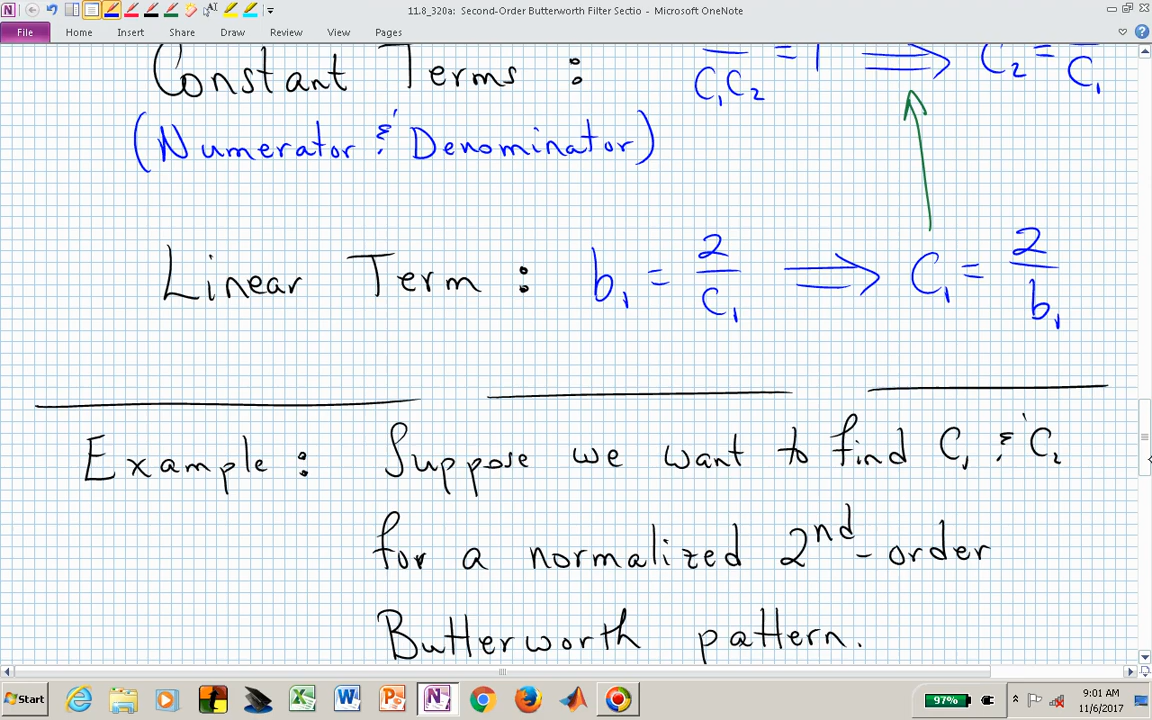 11.8_320a: Second-Order Butterworth Filter Sectio - Microsoft OneNote
File Home Insert Share Draw Review View Pages
Constant Terms : C₁C₂ = 1 ⟹ C₂ = C₁
(Numerator & Denominator)
Linear Term : b₁ = 2/C₁ ⟹ C₁ = 2/b₁
Example : Suppose we want to find C₁ & C₂
for a normalized 2nd-order
Butterworth pattern.
Start 97% 9:01 AM
11/6/2017